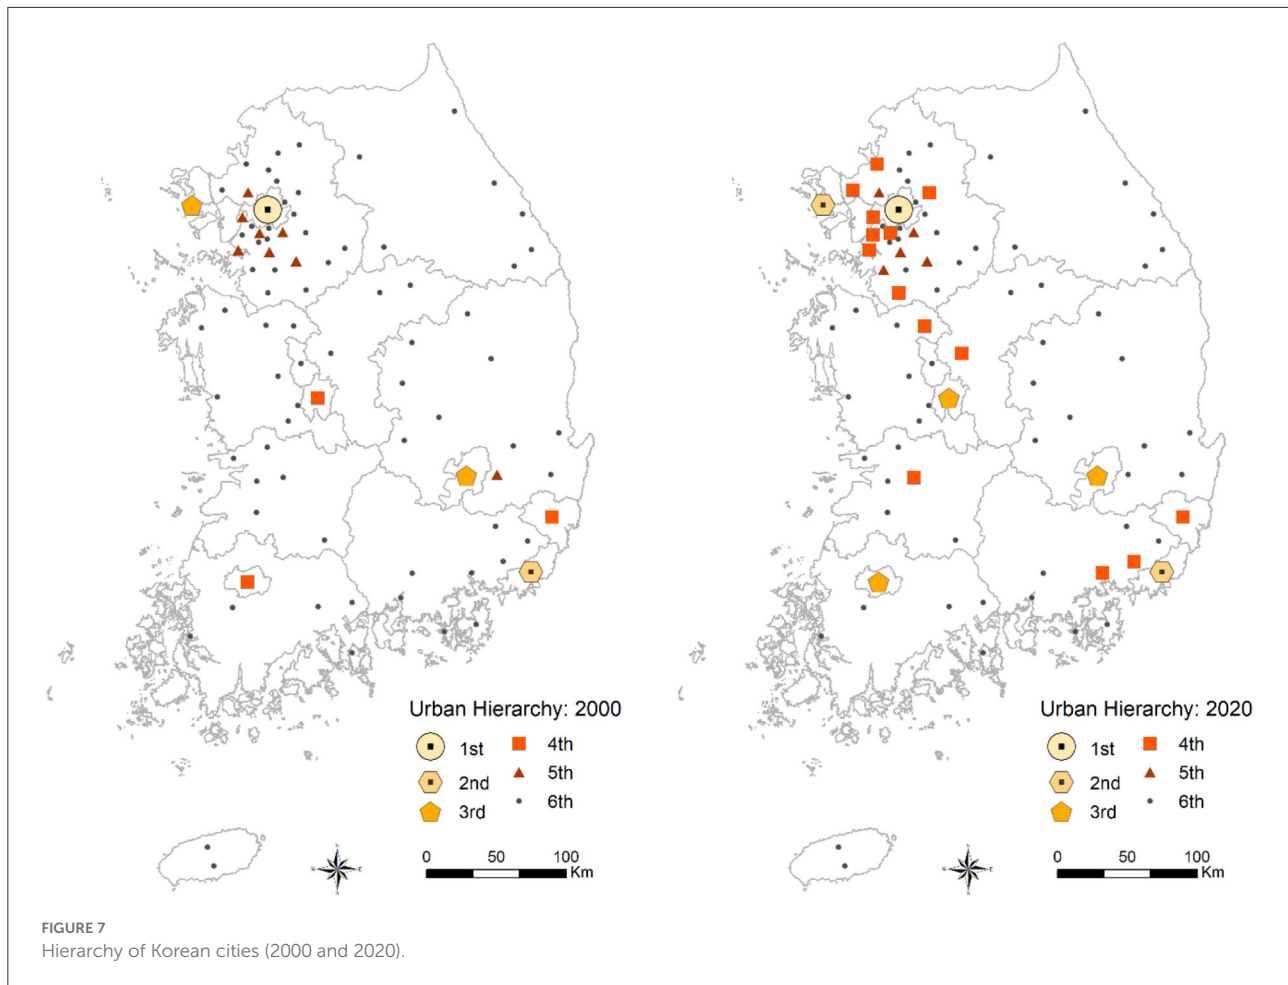 Urban Hierarchy: 2000
1st
2nd
3rd
4th
5th
6th
0 50 100
Km
Urban Hierarchy: 2020
1st
2nd
3rd
4th
5th
6th
0 50 100
Km
FIGURE 7
Hierarchy of Korean cities (2000 and 2020).